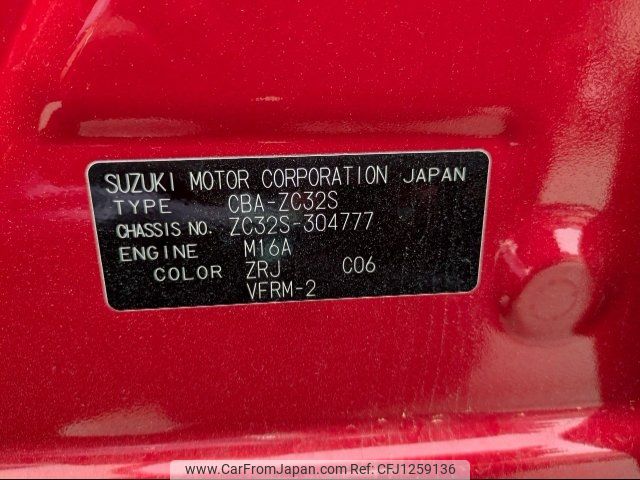 SUZUKI MOTOR CORPORATION JAPAN
TYPE CBA-ZC32S
CHASSIS NO. ZC32S-304777
ENGINE M16A
COLOR ZRJ C06
VFRM-2
www.CarFromJapan.com Ref No. CFJ1259136